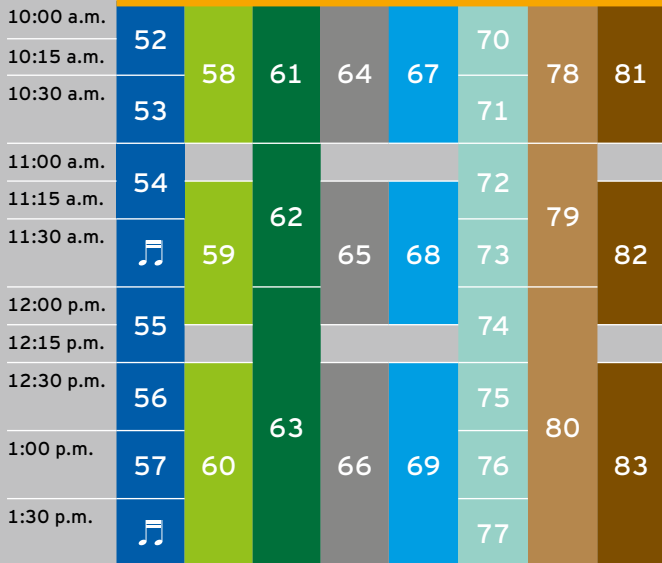 10:00 a.m.
52 70
10:15 a.m.
58 61 64 67 78 81
10:30 a.m.
53 71
11:00 a.m.
54 72
11:15 a.m.
62 79
11:30 a.m.
59 65 68 73 82
12:00 p.m.
55 74
12:15 p.m.
12:30 p.m.
56 75
63 80
1:00 p.m.
57 60 66 69 76 83
1:30 p.m.
77